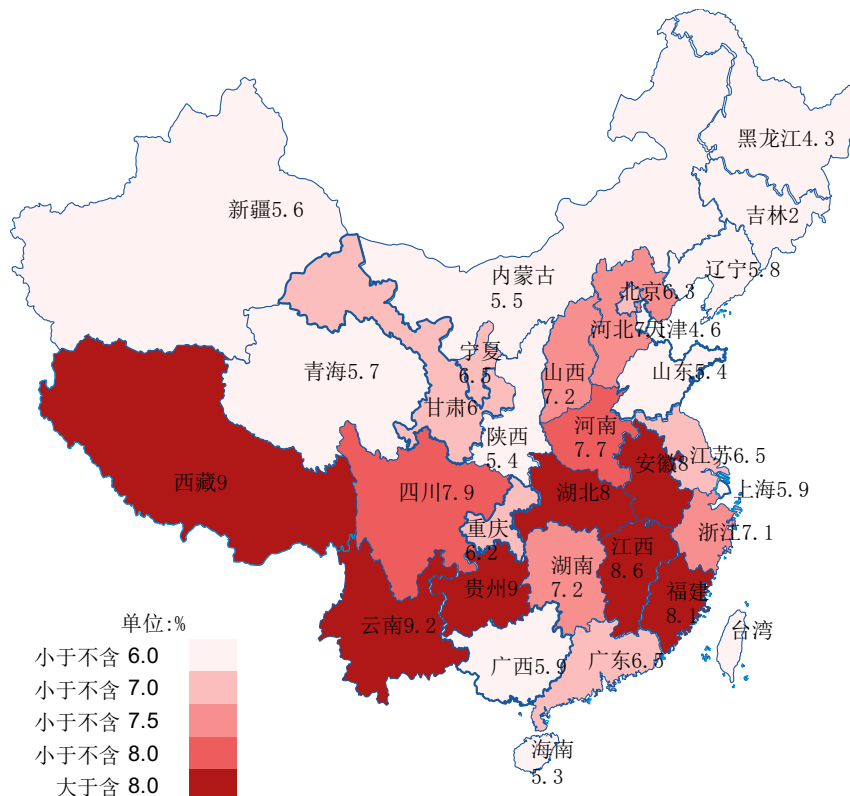 黑龙江4.3
吉林2
新疆5.6
辽宁5.8
内蒙古
5.5
北京6.3
河北7.1
天津4.6
宁夏
6.5
青海5.7
山西
7.2
山东5.4
甘肃6
陕西
5.4
河南
7.7
江苏6.5
安徽8
西藏9
四川7.9
湖北8
上海5.9
重庆
6.2
浙江7.1
江西
8.6
湖南
7.2
贵州9
福建
8.1
云南9.2
台湾
广西5.9
广东6.5
海南
5.3
单位:%
小于不含 6.0
小于不含 7.0
小于不含 7.5
小于不含 8.0
大于含 8.0